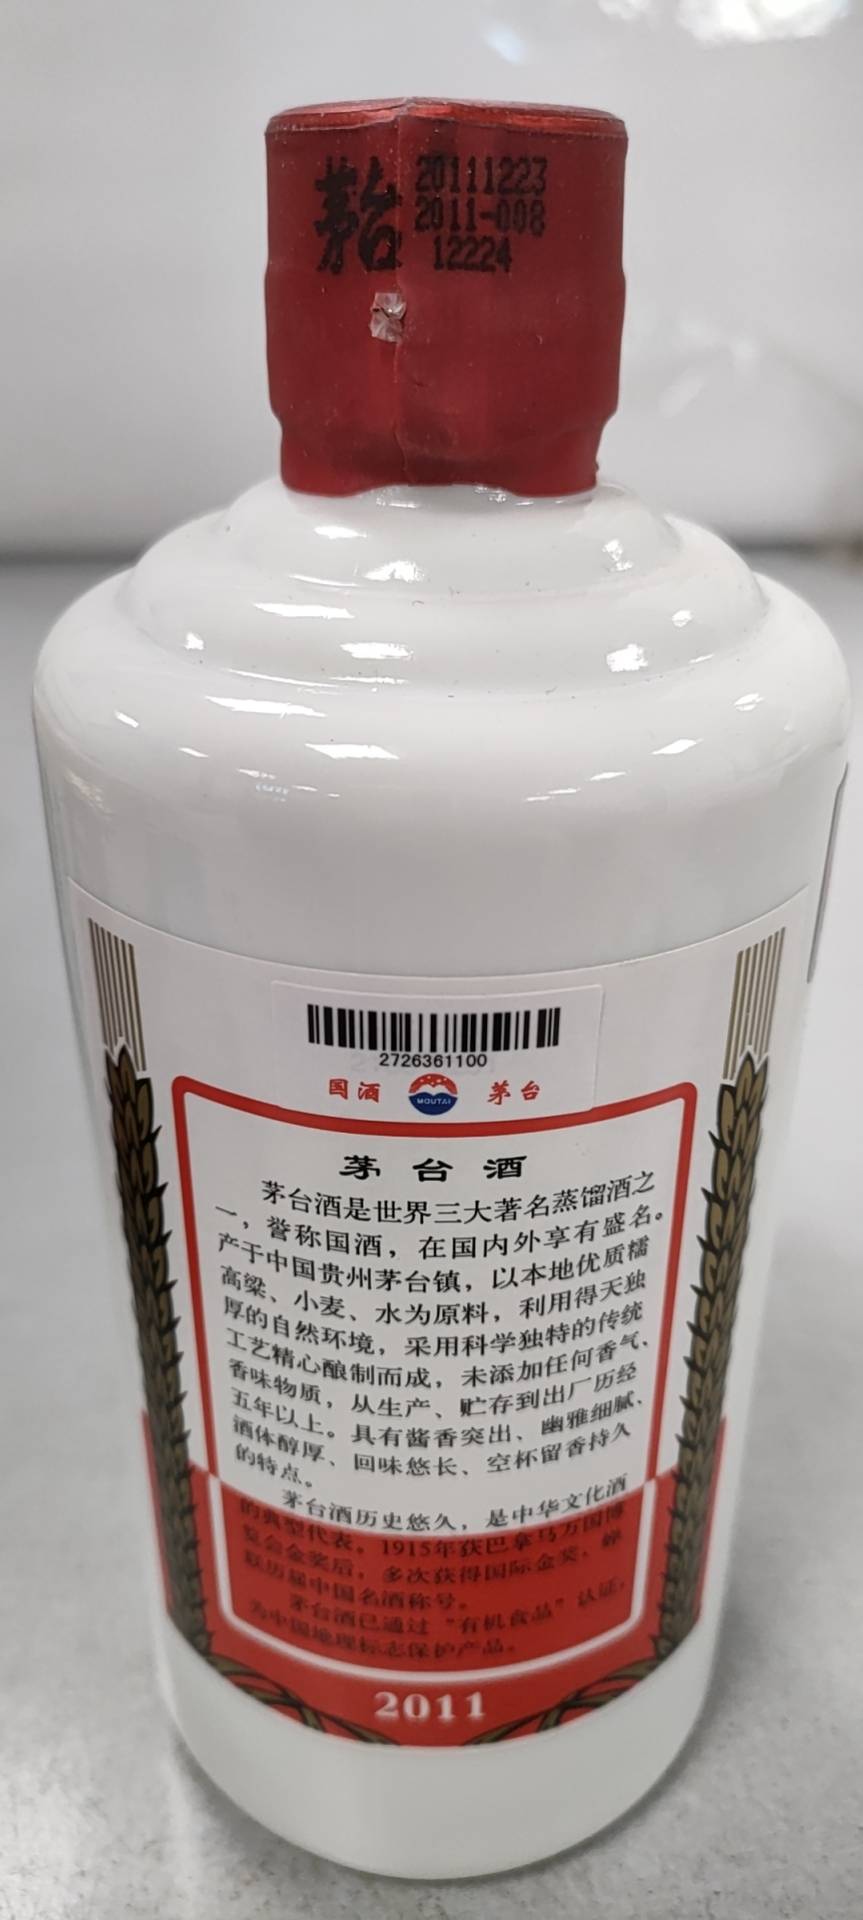 茅台
20111223
2011-008
12224
2726361100
国酒 MOUTAI 茅台
茅台酒
茅台酒是世界三大著名蒸馏酒之
一，誉称国酒，在国内外享有盛名。
产于中国贵州茅台镇，以本地优质糯
高粱、小麦、水为原料，利用得天独
厚的自然环境，采用科学独特的传统
工艺精心酿制而成，未添加任何香气、
香味物质，从生产、贮存到出厂历经
五年以上。具有酱香突出、幽雅细腻、
酒体醇厚、回味悠长、空杯留香持久
的特点。
茅台酒历史悠久，是中华文化酒
的典型代表。1915年获巴拿马万国博
览会金奖后，多次获得国际金奖，蝉
联历届中国名酒称号。
茅台酒已通过“有机食品”认证，
为中国地理标志保护产品。
2011